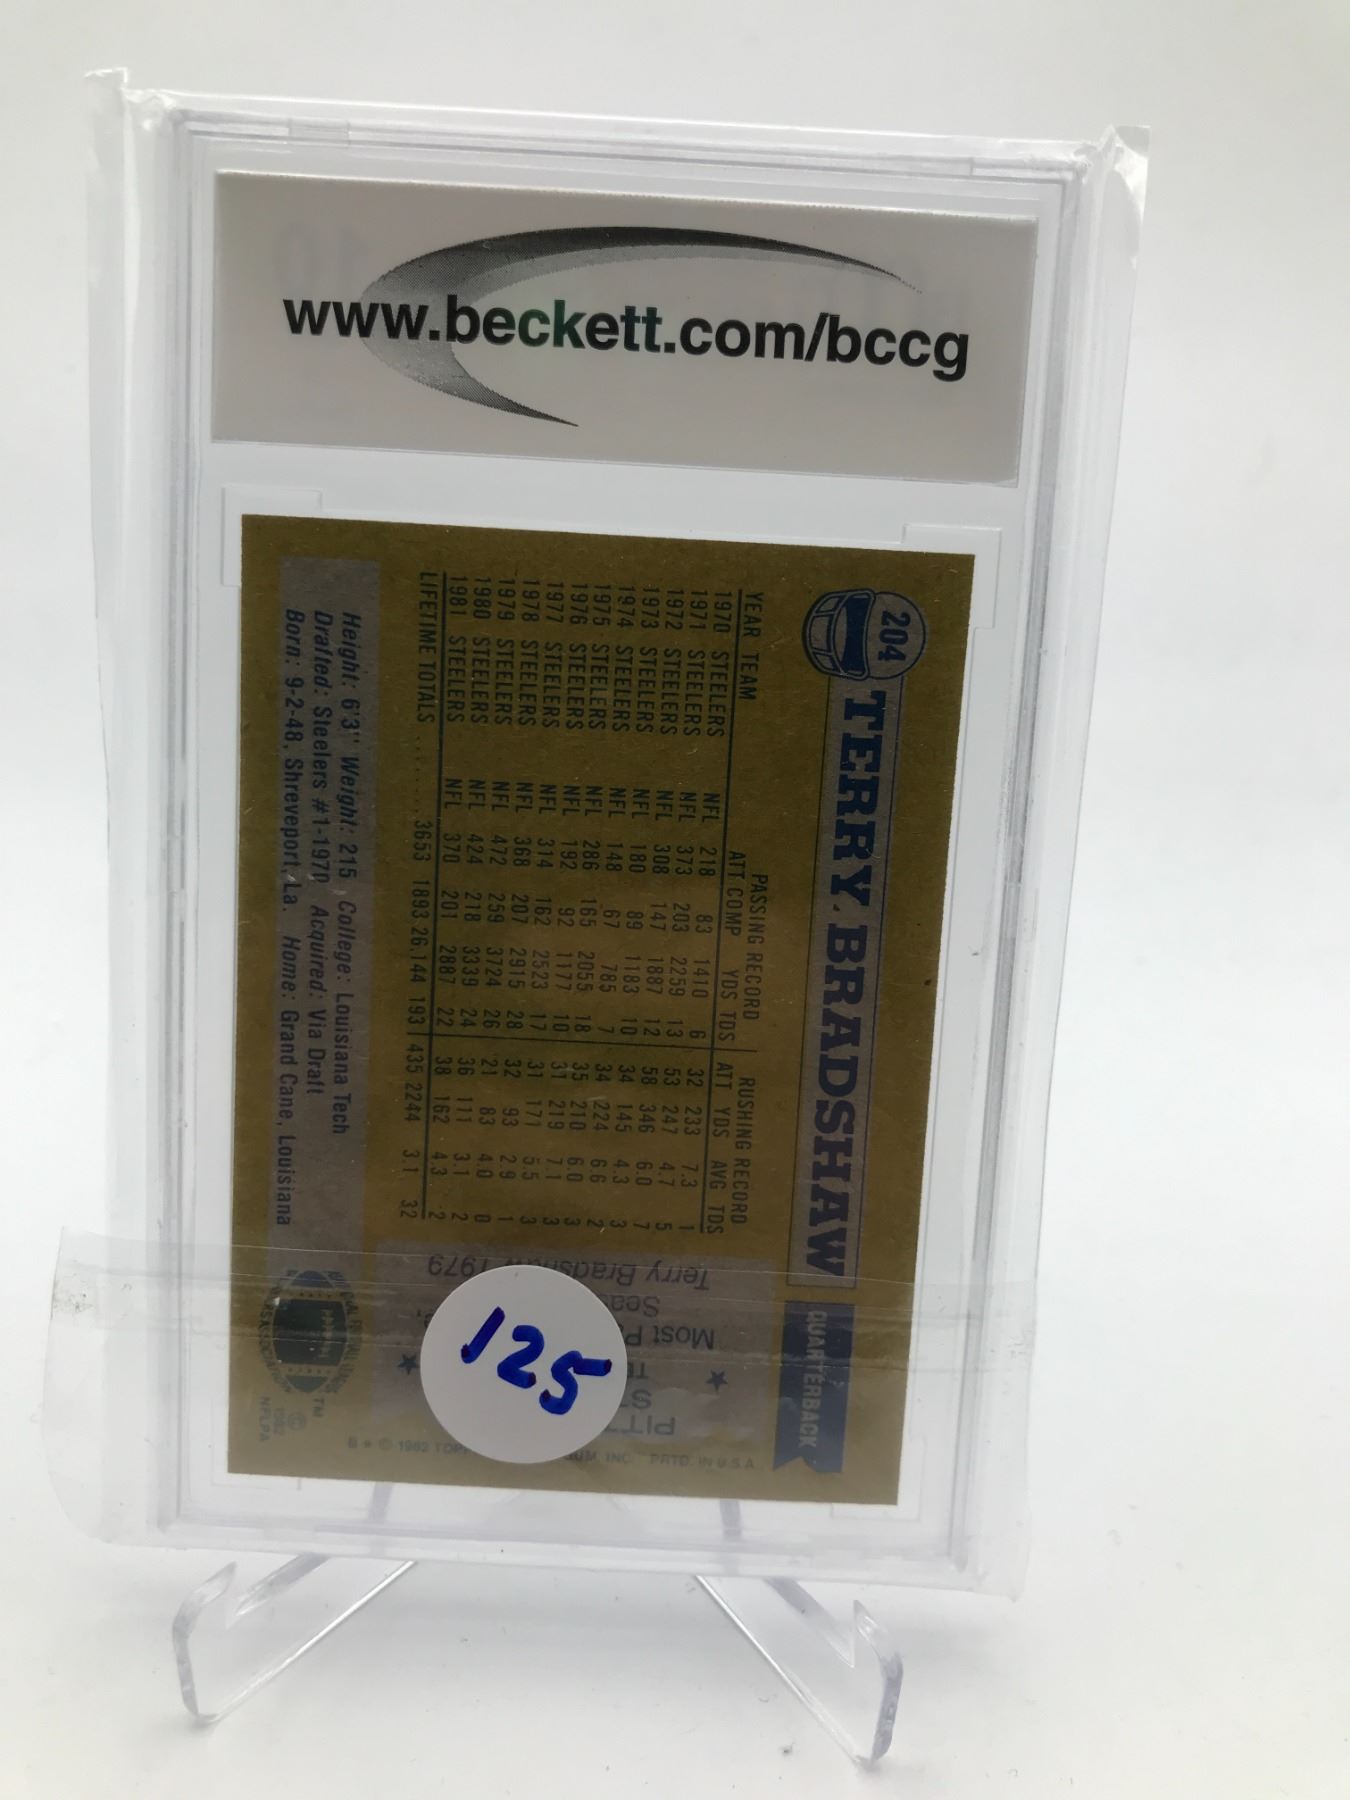 www.beckett.com/bccg
204
TERRY BRADSHAW
QUARTERBACK
PASSING RECORD RUSHING RECORD
YEAR TEAM ATT COMP YDS TDS ATT YDS AVG TDS
1970 STEELERS NFL 218 83 1410 6 32 233 7.3 1
1971 STEELERS NFL 373 203 2259 13 53 247 4.7 5
1972 STEELERS NFL 308 147 1887 12 58 346 6.0 7
1973 STEELERS NFL 180 89 1183 10 34 145 4.3 3
1974 STEELERS NFL 148 67 785 7 34 224 6.6 2
1975 STEELERS NFL 286 165 2055 18 35 210 6.0 3
1976 STEELERS NFL 192 92 1177 10 31 219 7.1 3
1977 STEELERS NFL 314 162 2523 17 31 171 5.5 3
1978 STEELERS NFL 368 207 2915 28 32 93 2.9 1
1979 STEELERS NFL 472 259 3724 26 21 83 4.0 0
1980 STEELERS NFL 424 218 3339 24 36 111 3.1 2
1981 STEELERS NFL 370 201 2887 22 38 162 4.3 2
LIFETIME TOTALS ........ 3653 1893 26,144 193 435 2244 3.1 32
Height: 6'3" Weight: 215 College: Louisiana Tech
Drafted: Steelers #1-1970 Acquired: Via Draft
Born: 9-2-48, Shreveport, La. Home: Grand Cane, Louisiana
Most
Terry 1979
125
© 1982
INC. PRTD. IN U.S.A.
TM
©
1982
NFLPA